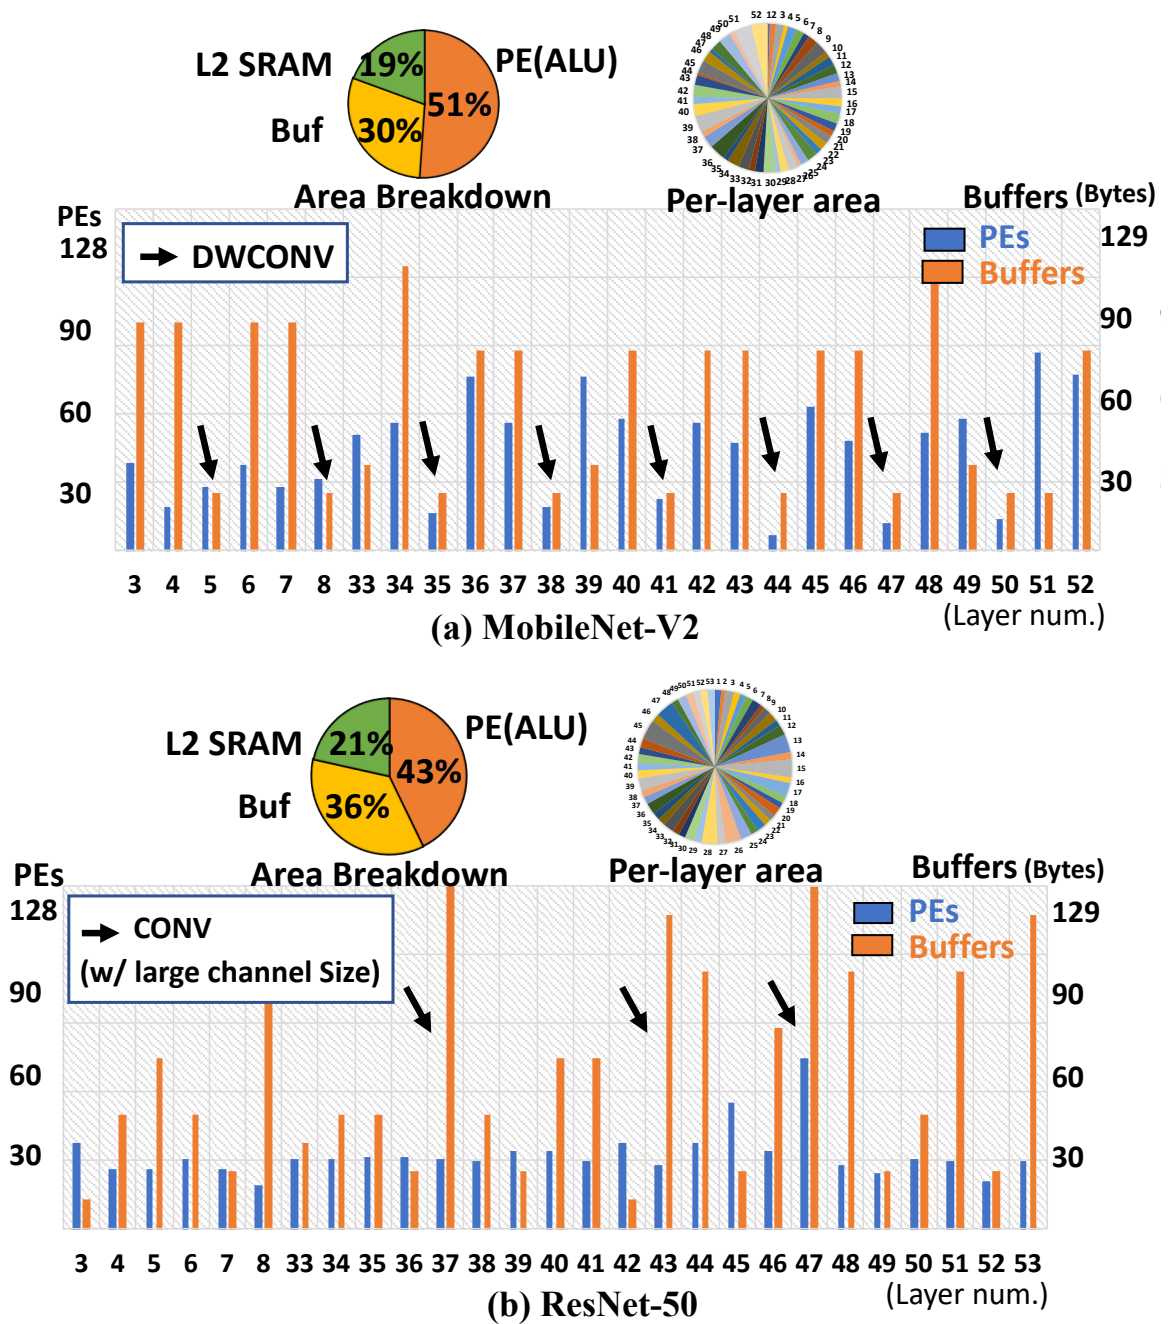 L2 SRAM
19%
PE(ALU)
51%
Buf
30%
Area Breakdown
Per-layer area
Buffers (Bytes)
PEs
128
90
60
30
DWCONV
PEs
Buffers
129
90
60
30
3 4 5 6 7 8 33 34 35 36 37 38 39 40 41 42 43 44 45 46 47 48 49 50 51 52
(Layer num.)
(a) MobileNet-V2
L2 SRAM
21%
PE(ALU)
43%
Buf
36%
Area Breakdown
Per-layer area
Buffers (Bytes)
PEs
128
90
60
30
CONV
(w/ large channel Size)
PEs
Buffers
129
90
60
30
3 4 5 6 7 8 33 34 35 36 37 38 39 40 41 42 43 44 45 46 47 48 49 50 51 52 53
(Layer num.)
(b) ResNet-50